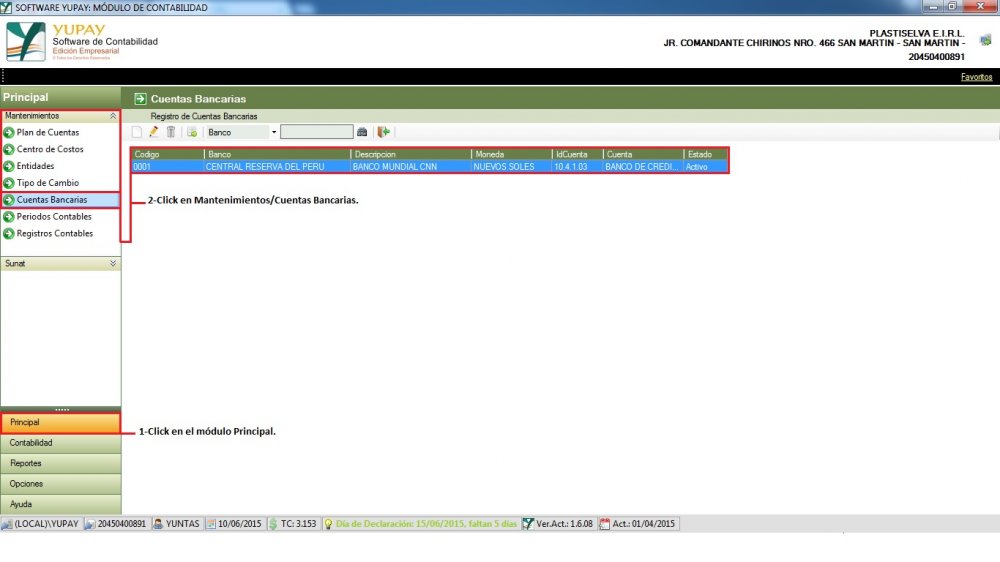 SOFTWARE YUPAY: MÓDULO DE CONTABILIDAD
YUPAY
Software de Contabilidad
Edición Empresarial
PLASTISELVA E.I.R.L.
JR. COMANDANTE CHIRINOS NRO. 466 SAN MARTIN - SAN MARTIN -
20450400891
Favoritos
Principal
Cuentas Bancarias
Mantenimientos
Registro de Cuentas Bancarias
Plan de Cuentas
Banco
Centro de Costos
Codigo Banco Descripcion Moneda IdCuenta Cuenta Estado
0001 CENTRAL RESERVA DEL PERU BANCO MUNDIAL CNN NUEVOS SOLES 10.4.1.03 BANCO DE CREDI... Activo
Entidades
Tipo de Cambio
Cuentas Bancarias
2-Click en Mantenimientos/Cuentas Bancarias.
Periodos Contables
Registros Contables
Sunat
Principal
1-Click en el módulo Principal.
Contabilidad
Reportes
Opciones
Ayuda
(LOCAL)\YUPAY 20450400891 YUNTAS 10/06/2015 TC: 3.153 Día de Declaración: 15/06/2015, faltan 5 días Ver.Act.: 1.6.08 Act.: 01/04/2015